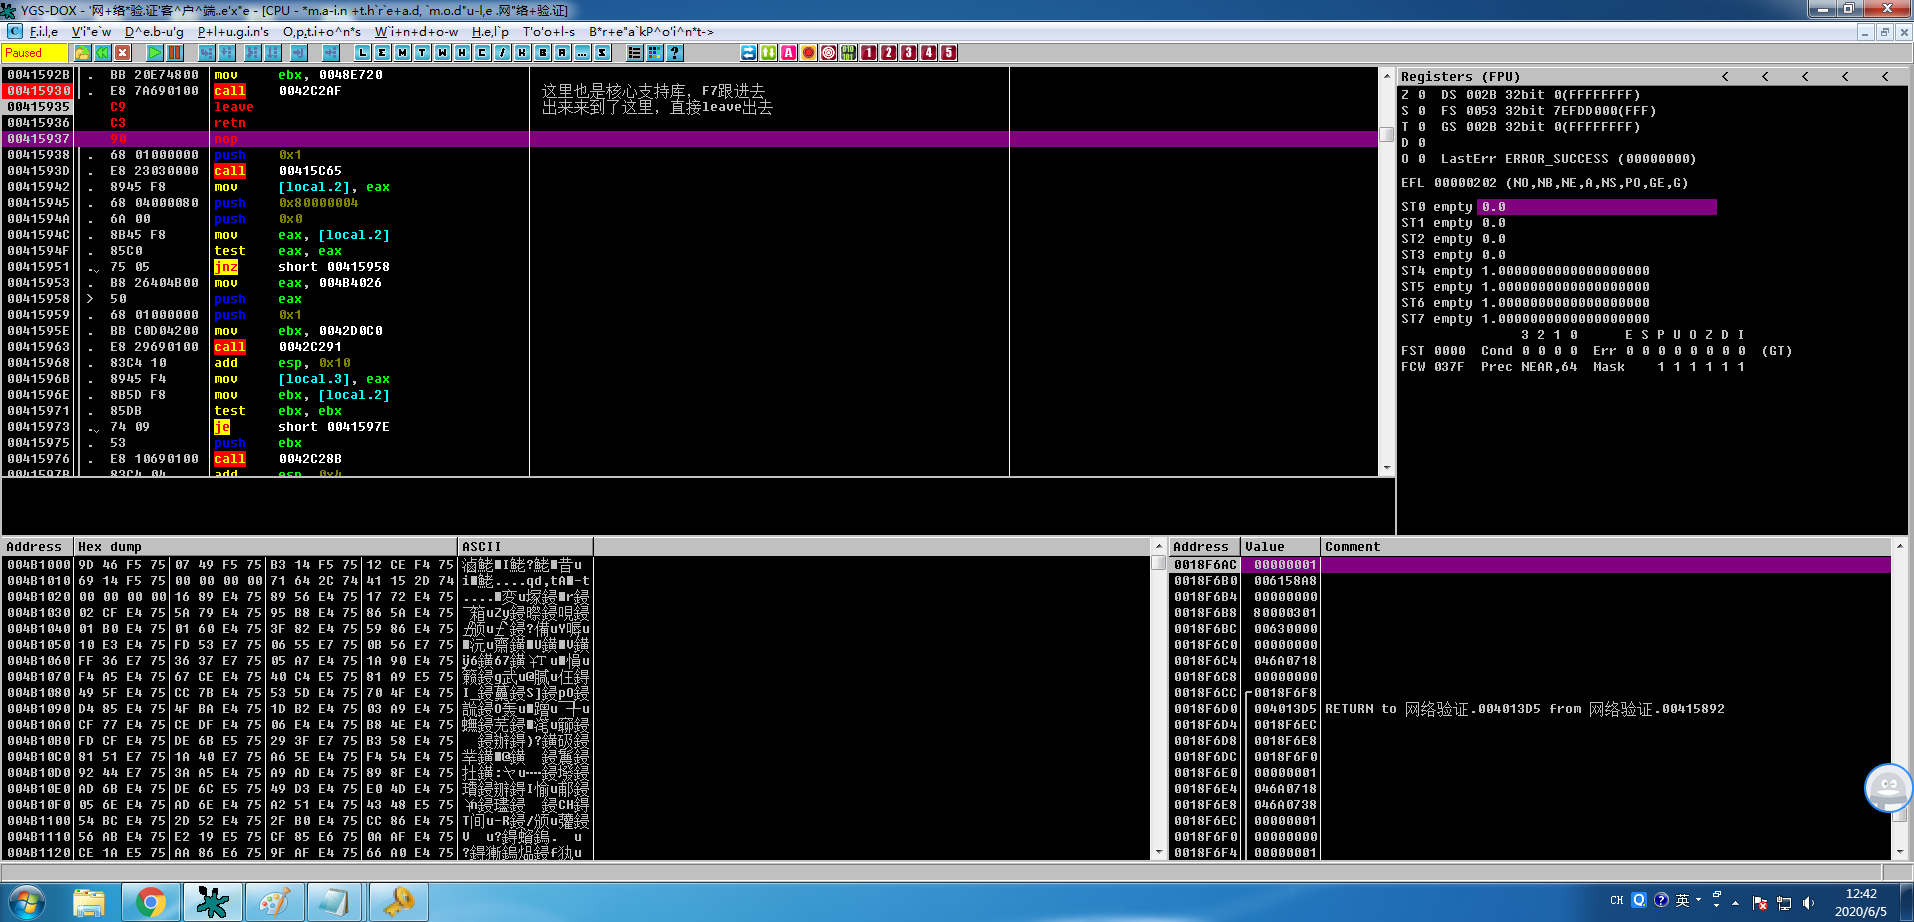 YGS-DOX - '网+络*验.证'客^户^端..e'x"e - [CPU - *m.a-i.n +t.h`r`e+a.d, `m.o.d"u-l,e .网"络+验.证]
C F.i.l,e V'i"e`w D^e.b-u'g P+l+u.g.i.n's O,p.t.i+o^n*s W`i+n+d+o-w H.e,l`p T'o'o+l-s B*r+e"a`kP^o'i^n*t->
Paused L E M T W H C / K B R ... S ? A 1 2 3 4 5
0041592B . BB 20E74800 mov ebx, 0048E720
00415930 . E8 7A690100 call 0042C2AF 这里也是核心支持库，F7跟进去
00415935 C9 leave 出来来到了这里，直接leave出去
00415936 C3 retn
00415937 90 nop
00415938 . 68 01000000 push 0x1
0041593D . E8 23030000 call 00415C65
00415942 . 8945 F8 mov [local.2], eax
00415945 . 68 04000080 push 0x80000004
0041594A . 6A 00 push 0x0
0041594C . 8B45 F8 mov eax, [local.2]
0041594F . 85C0 test eax, eax
00415951 . 75 05 jnz short 00415958
00415953 . B8 26404B00 mov eax, 004B4026
00415958 > 50 push eax
00415959 . 68 01000000 push 0x1
0041595E . BB C0D04200 mov ebx, 0042D0C0
00415963 . E8 29690100 call 0042C291
00415968 . 83C4 10 add esp, 0x10
0041596B . 8945 F4 mov [local.3], eax
0041596E . 8B5D F8 mov ebx, [local.2]
00415971 . 85DB test ebx, ebx
00415973 . 74 09 je short 0041597E
00415975 . 53 push ebx
00415976 . E8 10690100 call 0042C28B
0041597B . 83C4 04 add esp, 0x4
Registers (FPU) < < < < <
Z 0 DS 002B 32bit 0(FFFFFFFF)
S 0 FS 0053 32bit 7EFDD000(FFF)
T 0 GS 002B 32bit 0(FFFFFFFF)
D 0
O 0 LastErr ERROR_SUCCESS (00000000)
EFL 00000202 (NO,NB,NE,A,NS,PO,GE,G)
ST0 empty 0.0
ST1 empty 0.0
ST2 empty 0.0
ST3 empty 0.0
ST4 empty 1.0000000000000000000
ST5 empty 1.0000000000000000000
ST6 empty 1.0000000000000000000
ST7 empty 1.0000000000000000000
3 2 1 0 E S P U O Z D I
FST 0000 Cond 0 0 0 0 Err 0 0 0 0 0 0 0 0 (GT)
FCW 037F Prec NEAR,64 Mask 1 1 1 1 1 1
Address Hex dump ASCII
004B1000 9D 46 F5 75 07 49 F5 75 B3 14 F5 75 12 CE F4 75
004B1010 69 14 F5 75 00 00 00 00 71 64 2C 74 41 15 2D 74
004B1020 00 00 00 00 16 89 E4 75 89 56 E4 75 17 72 E4 75
004B1030 02 CF E4 75 5A 79 E4 75 95 B8 E4 75 86 5A E4 75
004B1040 01 B0 E4 75 01 60 E4 75 3F 82 E4 75 59 86 E4 75
004B1050 10 E3 E4 75 FD 53 E7 75 06 55 E7 75 0B 56 E7 75
004B1060 FF 36 E7 75 36 37 E7 75 05 A7 E4 75 1A 90 E4 75
004B1070 F4 A5 E4 75 67 CE E4 75 40 C4 E5 75 81 A9 E5 75
004B1080 49 5F E4 75 CC 7B E4 75 53 5D E4 75 70 4F E4 75
004B1090 D4 85 E4 75 4F BA E4 75 1D B2 E4 75 03 A9 E4 75
004B10A0 CF 77 E4 75 CE DF E4 75 06 E4 E4 75 B8 4E E4 75
004B10B0 FD CF E4 75 DE 6B E5 75 29 3F E7 75 B3 58 E4 75
004B10C0 81 51 E7 75 1A 40 E7 75 A6 5E E4 75 F4 54 E4 75
004B10D0 92 44 E7 75 3A A5 E4 75 A9 AD E4 75 89 8F E4 75
004B10E0 AD 6B E4 75 DE 6C E5 75 49 D3 E4 75 E0 4D E4 75
004B10F0 05 6E E4 75 AD 6E E4 75 A2 51 E4 75 43 48 E5 75
004B1100 54 BC E4 75 2D 52 E4 75 2F B0 E4 75 CC 86 E4 75
004B1110 56 AB E4 75 E2 19 E5 75 CF 85 E6 75 0A AF E4 75
004B1120 CE 1A E5 75 AA 86 E6 75 9F AF E4 75 66 A0 E4 75
Address Value Comment
0018F6AC 00000001
0018F6B0 006158A8
0018F6B4 00000000
0018F6B8 80000301
0018F6BC 00630000
0018F6C0 00000000
0018F6C4 046A0718
0018F6C8 00000000
0018F6CC 0018F6F8
0018F6D0 004013D5 RETURN to 网络验证.004013D5 from 网络验证.00415892
0018F6D4 0018F6EC
0018F6D8 0018F6E8
0018F6DC 0018F6F0
0018F6E0 00000001
0018F6E4 046A0718
0018F6E8 046A0738
0018F6EC 00000001
0018F6F0 00000000
0018F6F4 00000001
CH Q ? 英 12:42
2020/6/5